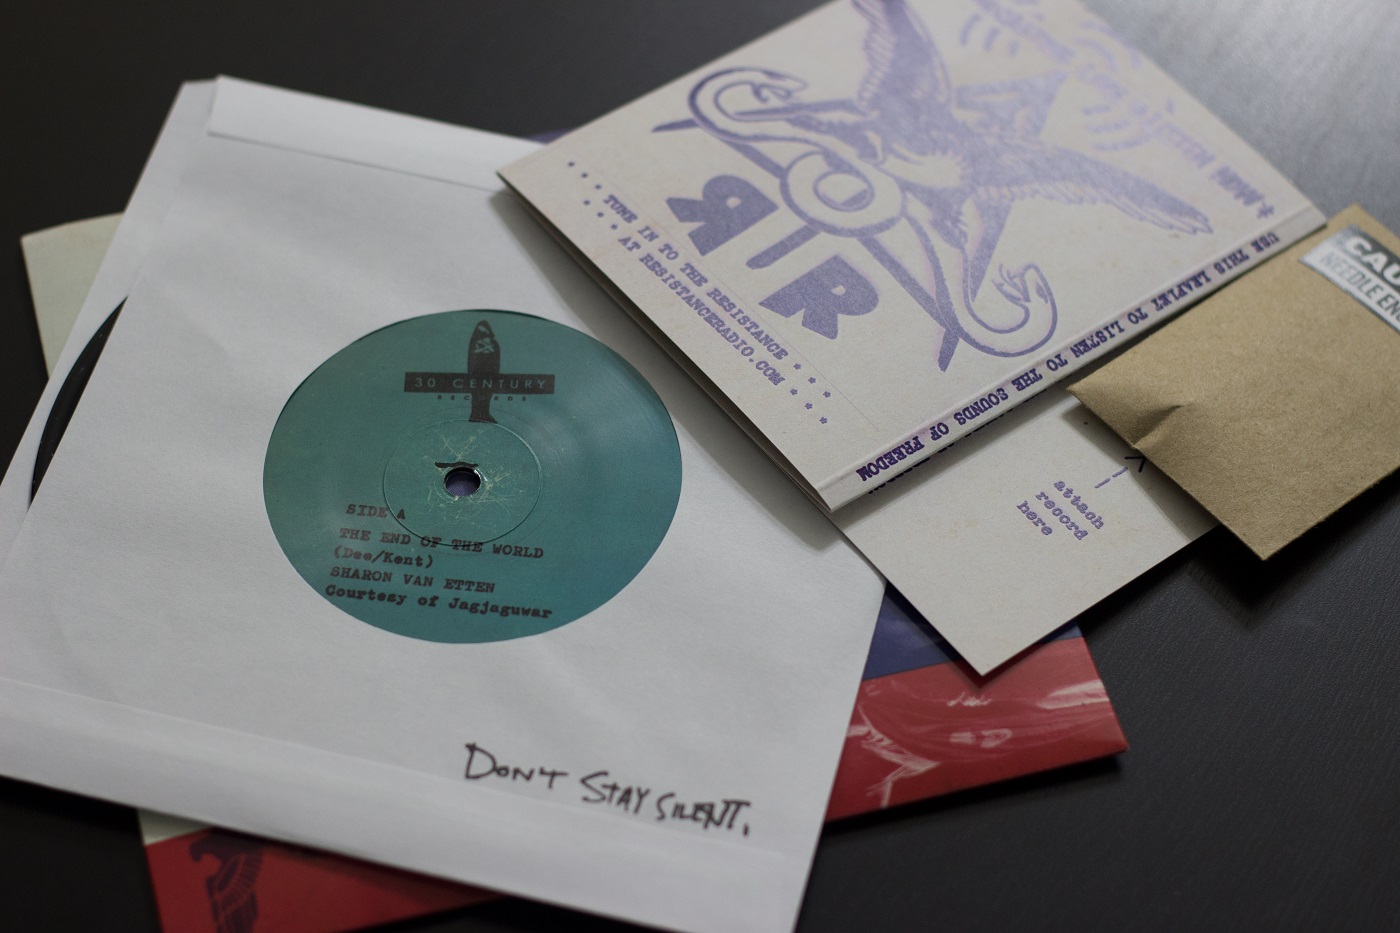 30 CENTURY
RECORDS
SIDE A
THE END OF THE WORLD
(Dee/Kent)
SHARON VAN ETTEN
Courtesy of Jagjaguwar
DON'T STAY SILENT.
RR
TUNE IN TO THE RESISTANCE
AT RESISTANCERADIO.COM
USE THIS LEAFLET TO LISTEN TO THE SOUNDS OF FREEDOM
attach
record
here
NEEDLE